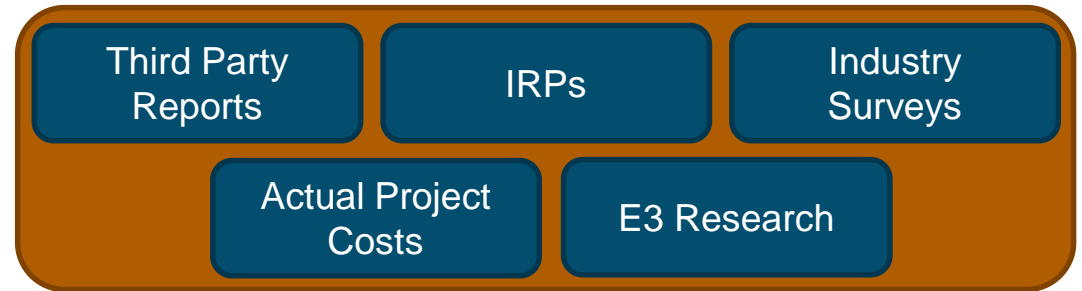 Third Party
Reports
IRPs
Industry
Surveys
Actual Project
Costs
E3 Research